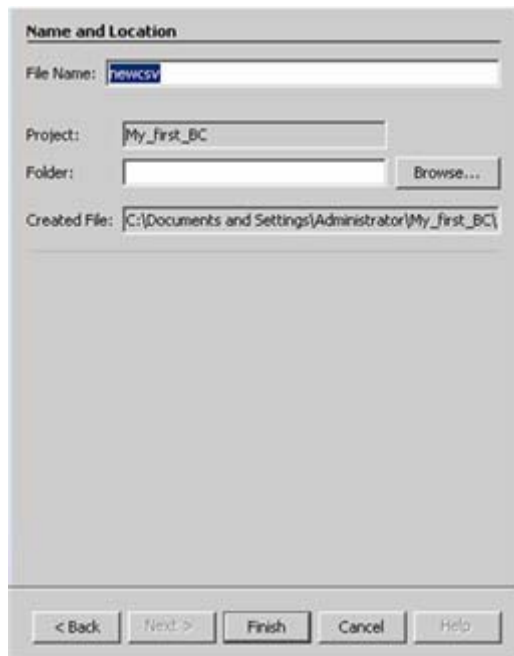 Name and Location
File Name: newcsv
Project: My_first_BC
Folder: Browse...
Created File: C:\Documents and Settings\Administrator\My_first_BC\
< Back Next > Finish Cancel Help